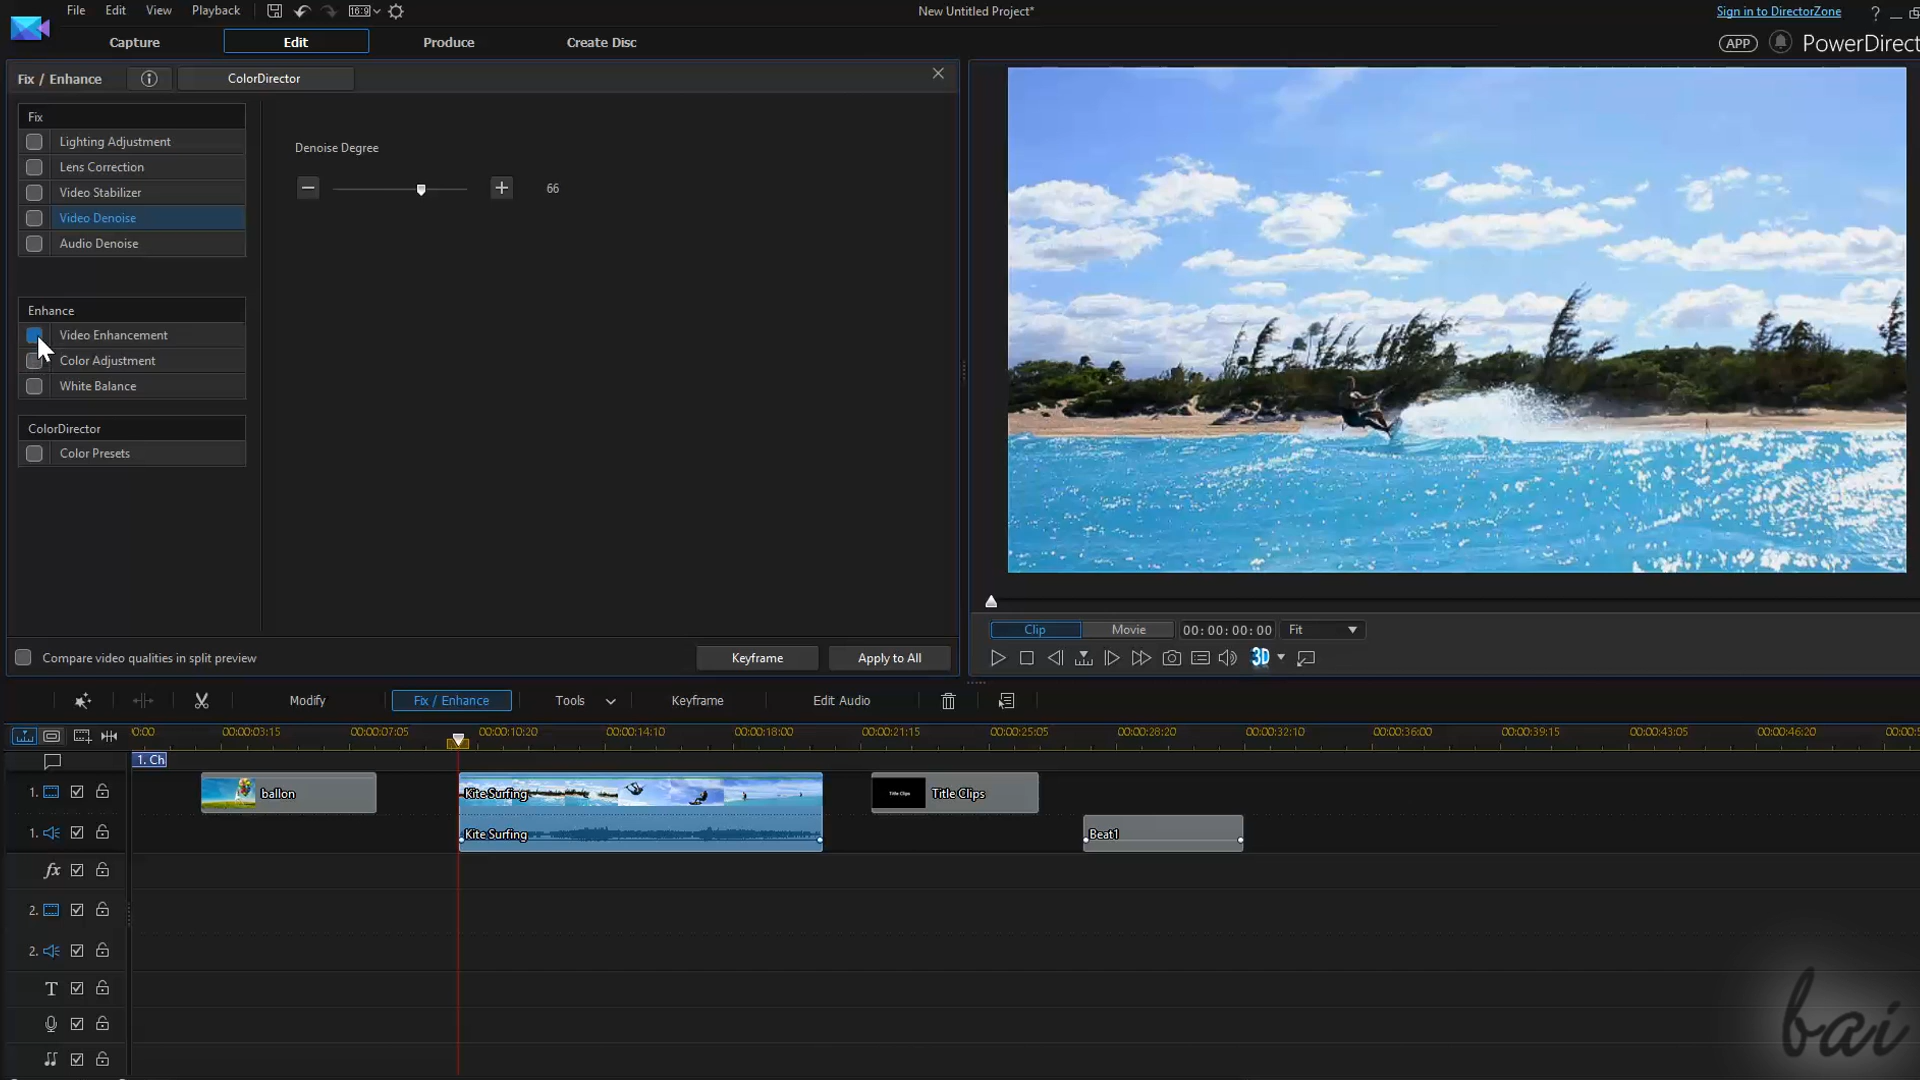 File Edit View Playback 16:9 New Untitled Project* Sign in to DirectorZone ?
Capture Edit Produce Create Disc APP PowerDirect
Fix / Enhance i ColorDirector
Fix
Lighting Adjustment
Lens Correction
Video Stabilizer
Video Denoise
Audio Denoise
Enhance
Video Enhancement
Color Adjustment
White Balance
ColorDirector
Color Presets
Denoise Degree
66
Compare video qualities in split preview Keyframe Apply to All
Clip Movie 00:00:00:00 Fit
3D
Modify Fix / Enhance Tools Keyframe Edit Audio
0:00 00:00:03:15 00:00:07:05 00:00:10:20 00:00:14:10 00:00:18:00 00:00:21:15 00:00:25:05 00:00:28:20 00:00:32:10 00:00:36:00 00:00:39:15 00:00:43:05 00:00:46:20
1. Ch
1. ballon Kite Surfing Title Clips Title Clips
1. Kite Surfing Beat1
fx
2.
2.
T
bai